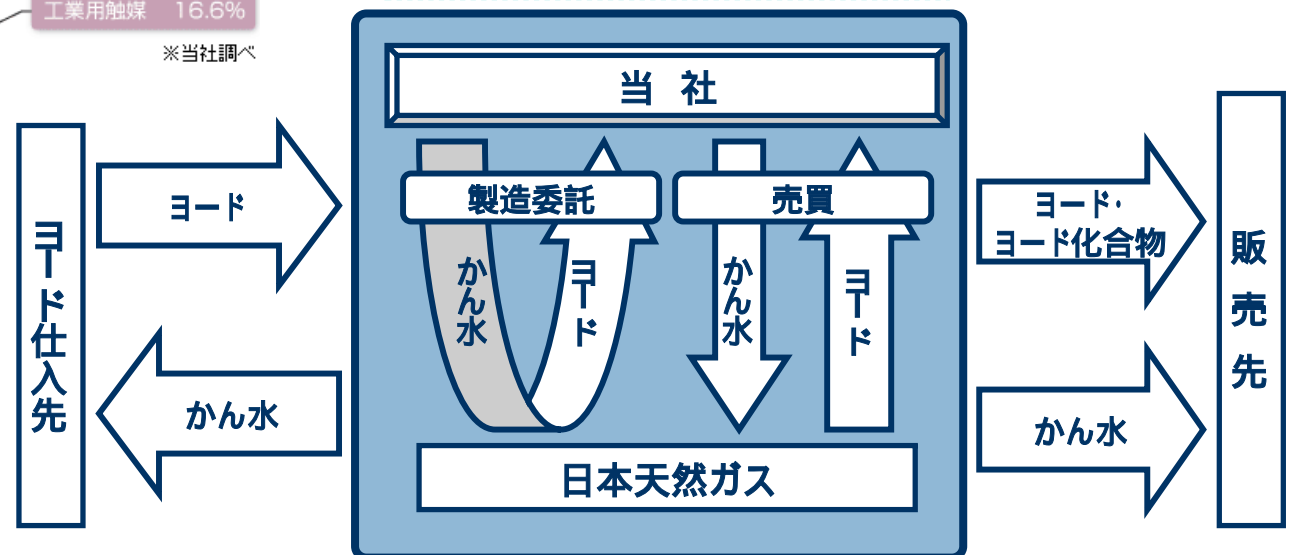 工業用触媒 16.6%
※当社調べ
当 社
製造委託
売買
ヨード仕入先
ヨード
かん水
かん水
ヨード
かん水
ヨード
日本天然ガス
ヨード・
ヨード化合物
かん水
販売先